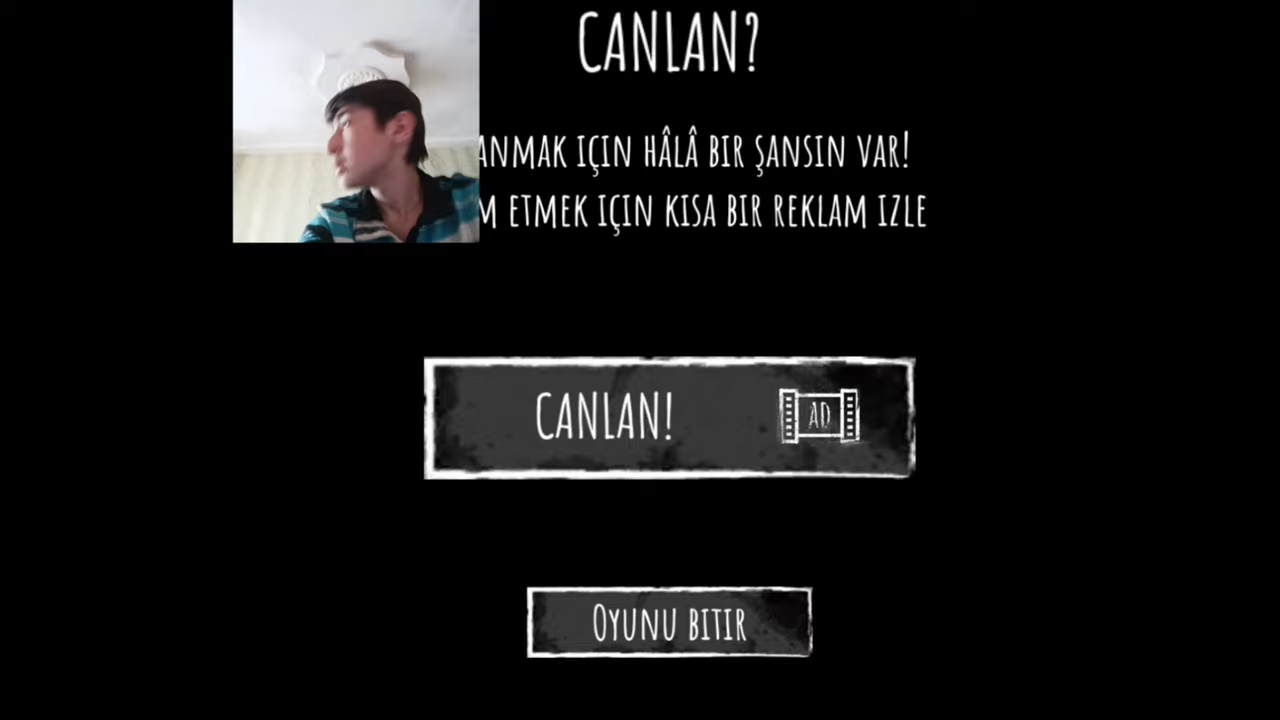 CANLAN?
ANMAK IÇIN HÂLÂ BIR ŞANSIN VAR!
M ETMEK IÇIN KISA BIR REKLAM IZLE
CANLAN!
AD
OYUNU BITIR